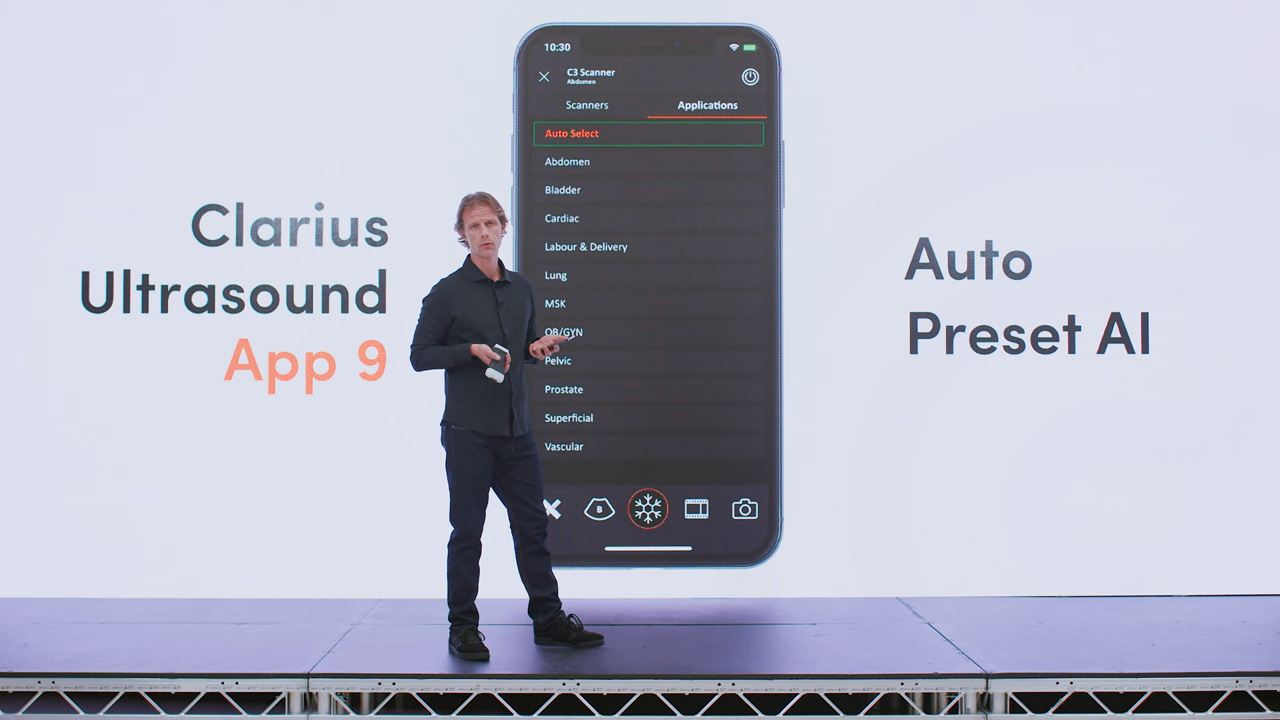 Clarius
Ultrasound
App 9
10:30
C3 Scanner
Abdomen
Scanners
Applications
Auto Select
Abdomen
Bladder
Cardiac
Labour & Delivery
Lung
MSK
OB/GYN
Pelvic
Prostate
Superficial
Vascular
B
Auto
Preset AI